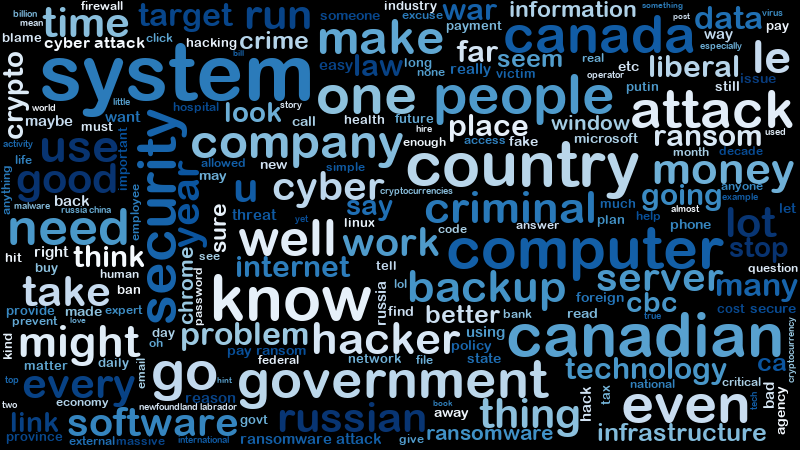 billion firewall industry excuse war information something
time target run someone payment canada data post virus
mean make way pay
blame cyber attack click hacking crime far seem especially
bill easy law long none really victim real etc liberal le
crypto system operator putin still issue
world little hospital story one people attack
maybe must want look call health future hire place window microsoft ransom used
activity use security company enough access fake month decade
life important allowed new simple country money
anything good year may u cyber cryptocurrencies going anyone example
malware back employee threat yet say criminal much almost let
russia china sure linux code answer plan help phone lot
need well work computer stop
hit right think see internet tell question
buy human chrome password know lol backup server many
take ban russia foreign cbc
provide made expert find better bank read true cost secure
prevent love day oh problem hacker using canadian cryptocurrency
kind might pay ransom network file policy state
matter daily email go federal government technology ca
top every hint reason national critical
two economy newfoundland labrador book away thing hack tax even tech bad agency
link software govt russian
province external massive international ransomware attack give ransomware infrastructure